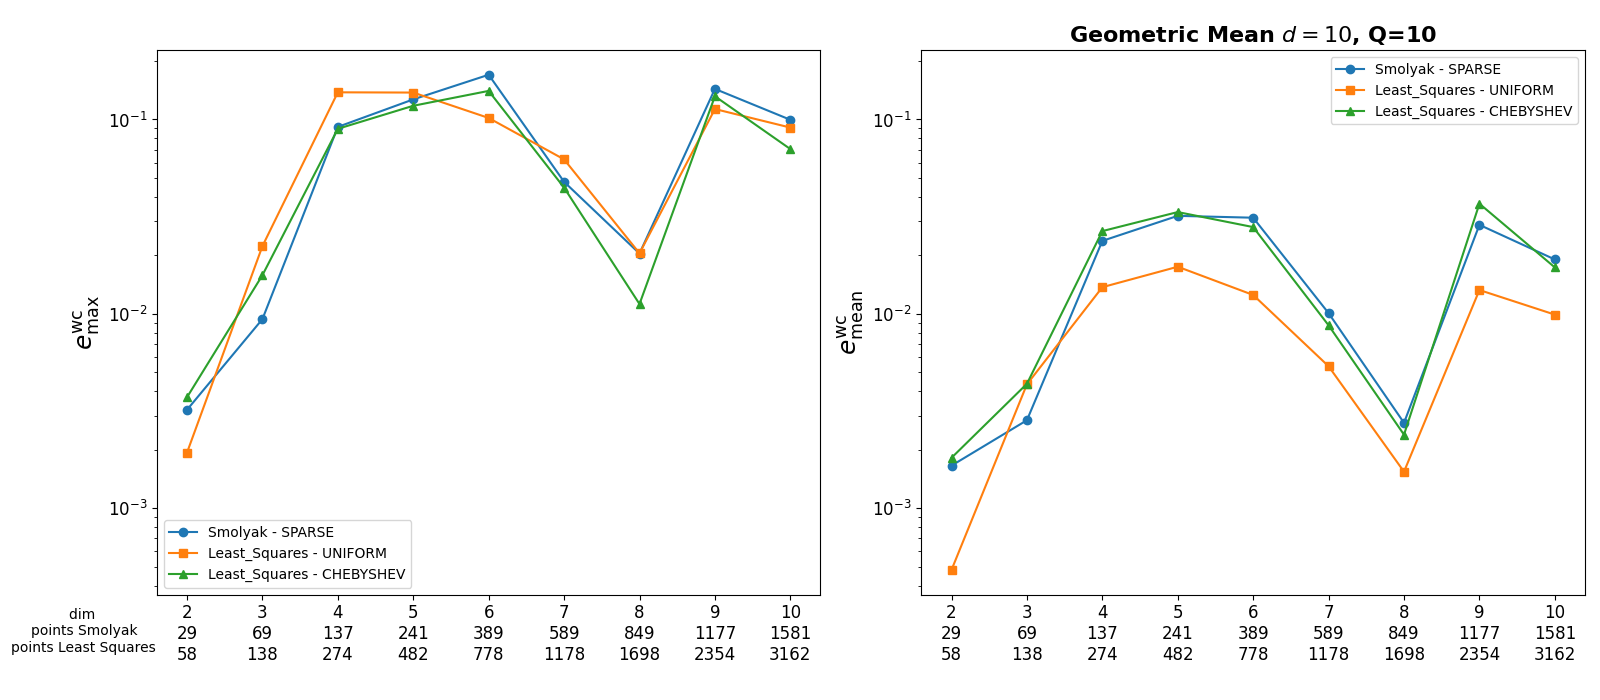 Geometric Mean d = 10, Q=10
10⁻¹
10⁻²
10⁻³
e^wc_max
Smolyak - SPARSE
Least_Squares - UNIFORM
Least_Squares - CHEBYSHEV
dim
points Smolyak
points Least Squares
2 3 4 5 6 7 8 9 10
29 69 137 241 389 589 849 1177 1581
58 138 274 482 778 1178 1698 2354 3162
Smolyak - SPARSE
Least_Squares - UNIFORM
Least_Squares - CHEBYSHEV
10⁻¹
10⁻²
10⁻³
e^wc_mean
2 3 4 5 6 7 8 9 10
29 69 137 241 389 589 849 1177 1581
58 138 274 482 778 1178 1698 2354 3162